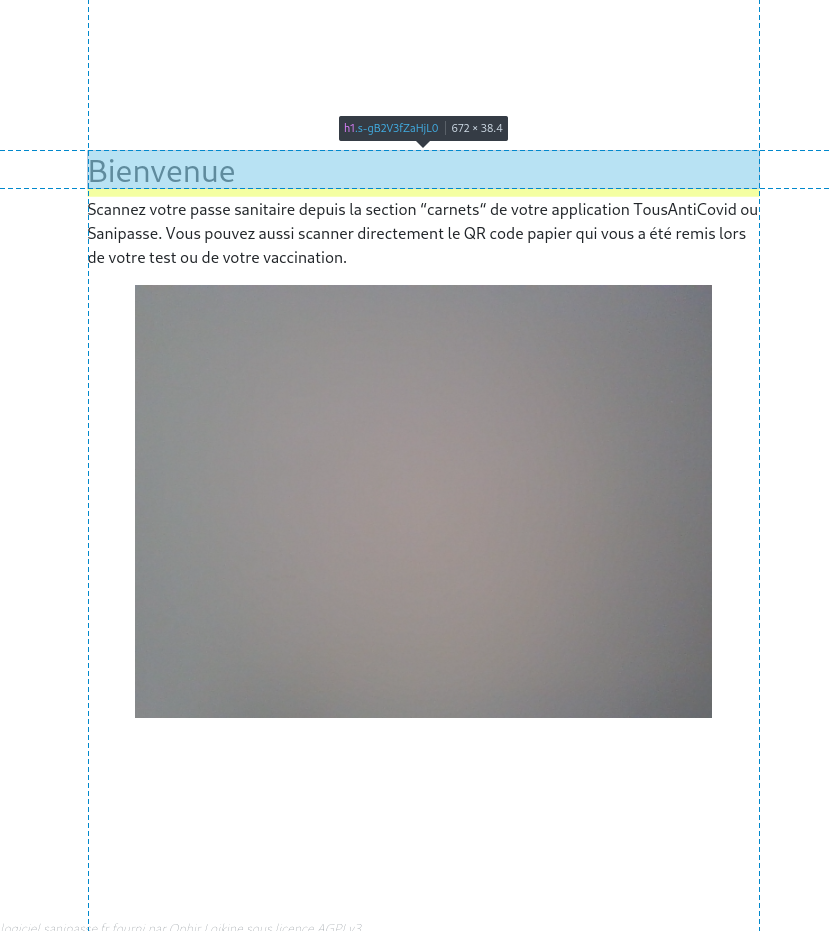 h1.s-gB2V3fZaHjL0 672 × 38.4
Bienvenue
Scannez votre passe sanitaire depuis la section “carnets“ de votre application TousAntiCovid ou
Sanipasse. Vous pouvez aussi scanner directement le QR code papier qui vous a été remis lors
de votre test ou de votre vaccination.
logiciel sanipasse.fr fourni par Ophir Lojkine sous licence AGPLv3